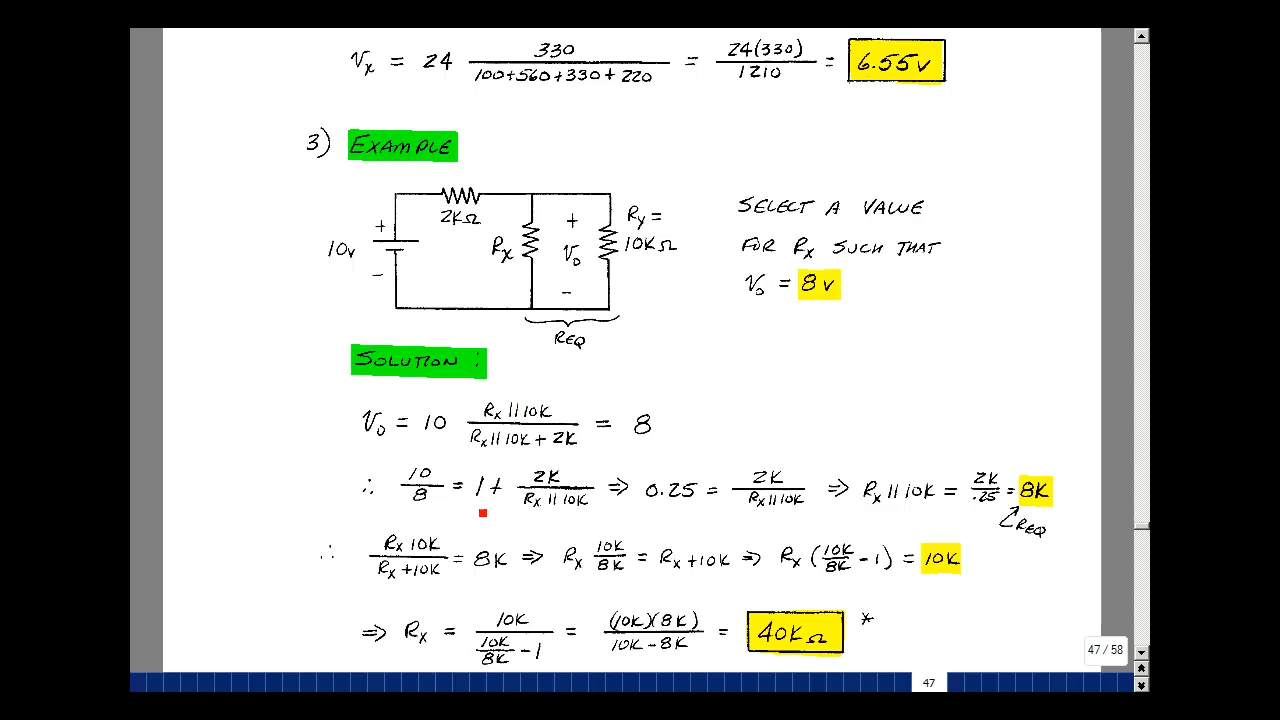 Vx = 24 330 / (100+560+330+220) = 24(330) / 1210 = 6.55v
3) EXAMPLE
10v + - 2KΩ Rx + Vo - Ry = 10KΩ
REQ
SELECT A VALUE
FOR Rx SUCH THAT
Vo = 8v
SOLUTION :
Vo = 10 Rx||10K / (Rx||10K + 2K) = 8
∴ 10/8 = 1 + 2K / (Rx||10K) ⇒ 0.25 = 2K / (Rx||10K) ⇒ Rx||10K = 2K/.25 = 8K
REQ
∴ Rx 10K / (Rx+10K) = 8K ⇒ Rx 10K/8K = Rx+10K ⇒ Rx (10K/8K - 1) = 10K
⇒ Rx = 10K / (10K/8K - 1) = (10K)(8K) / (10K-8K) = 40KΩ *
47 / 58
47